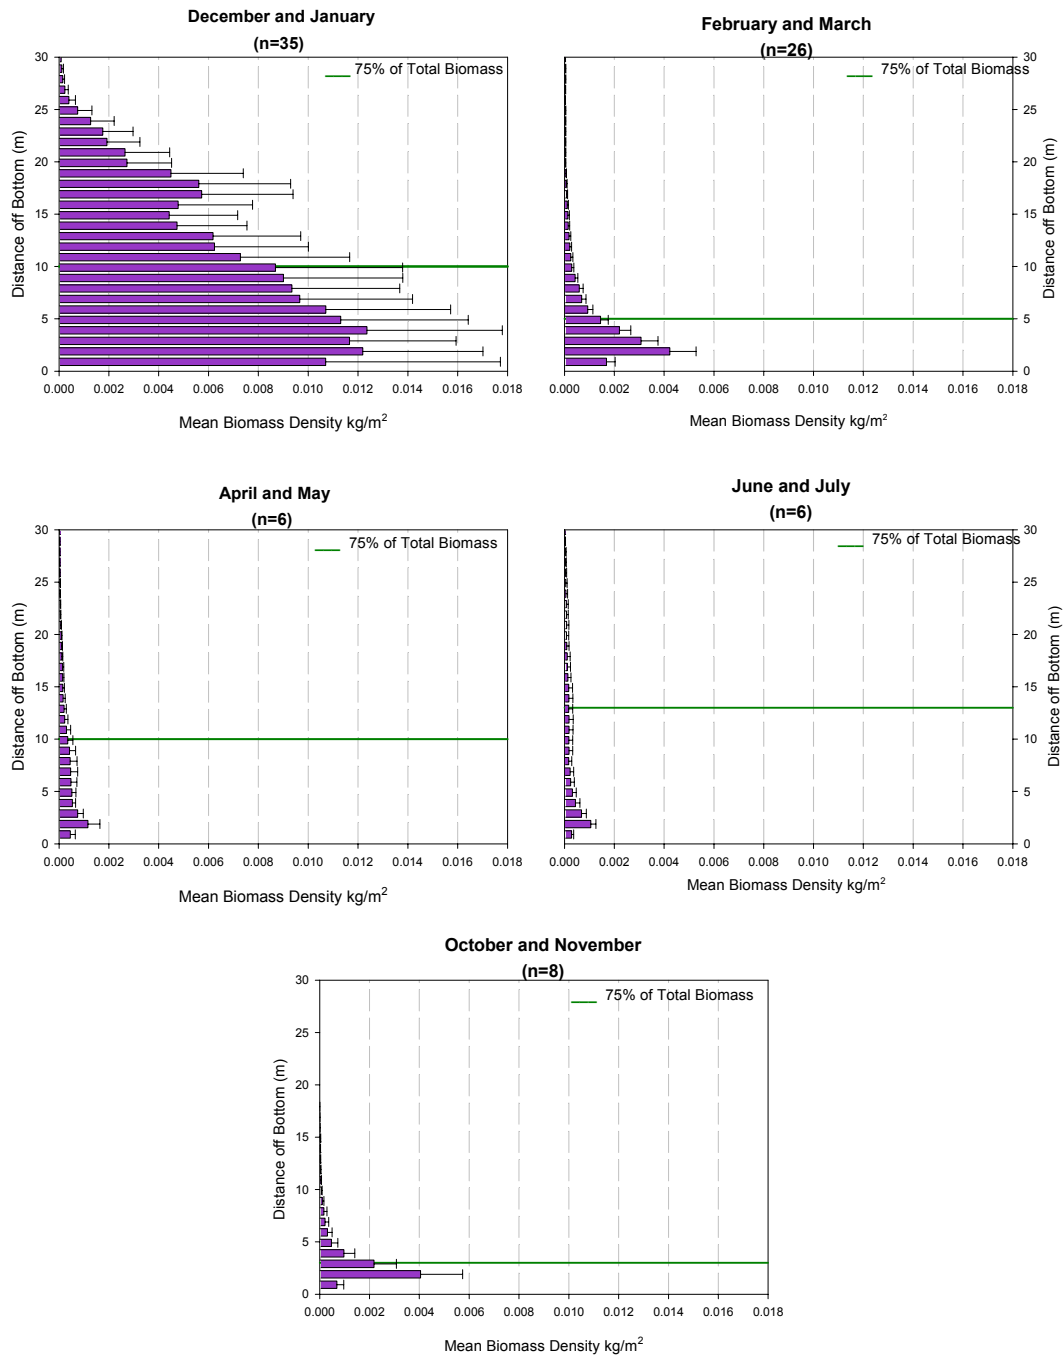 December and January
(n=35)
75% of Total Biomass
30
25
20
15
10
5
0
Distance off Bottom (m)
0.000 0.002 0.004 0.006 0.008 0.010 0.012 0.014 0.016 0.018
Mean Biomass Density kg/m²
February and March
(n=26)
75% of Total Biomass
30
25
20
15
10
5
0
Distance off Bottom (m)
0.000 0.002 0.004 0.006 0.008 0.010 0.012 0.014 0.016 0.018
Mean Biomass Density kg/m²
April and May
(n=6)
75% of Total Biomass
30
25
20
15
10
5
0
Distance off Bottom (m)
0.000 0.002 0.004 0.006 0.008 0.010 0.012 0.014 0.016 0.018
Mean Biomass Density kg/m²
June and July
(n=6)
75% of Total Biomass
30
25
20
15
10
5
0
Distance off Bottom (m)
0.000 0.002 0.004 0.006 0.008 0.010 0.012 0.014 0.016 0.018
Mean Biomass Density kg/m²
October and November
(n=8)
75% of Total Biomass
30
25
20
15
10
5
0
Distance off Bottom (m)
0.000 0.002 0.004 0.006 0.008 0.010 0.012 0.014 0.016 0.018
Mean Biomass Density kg/m²